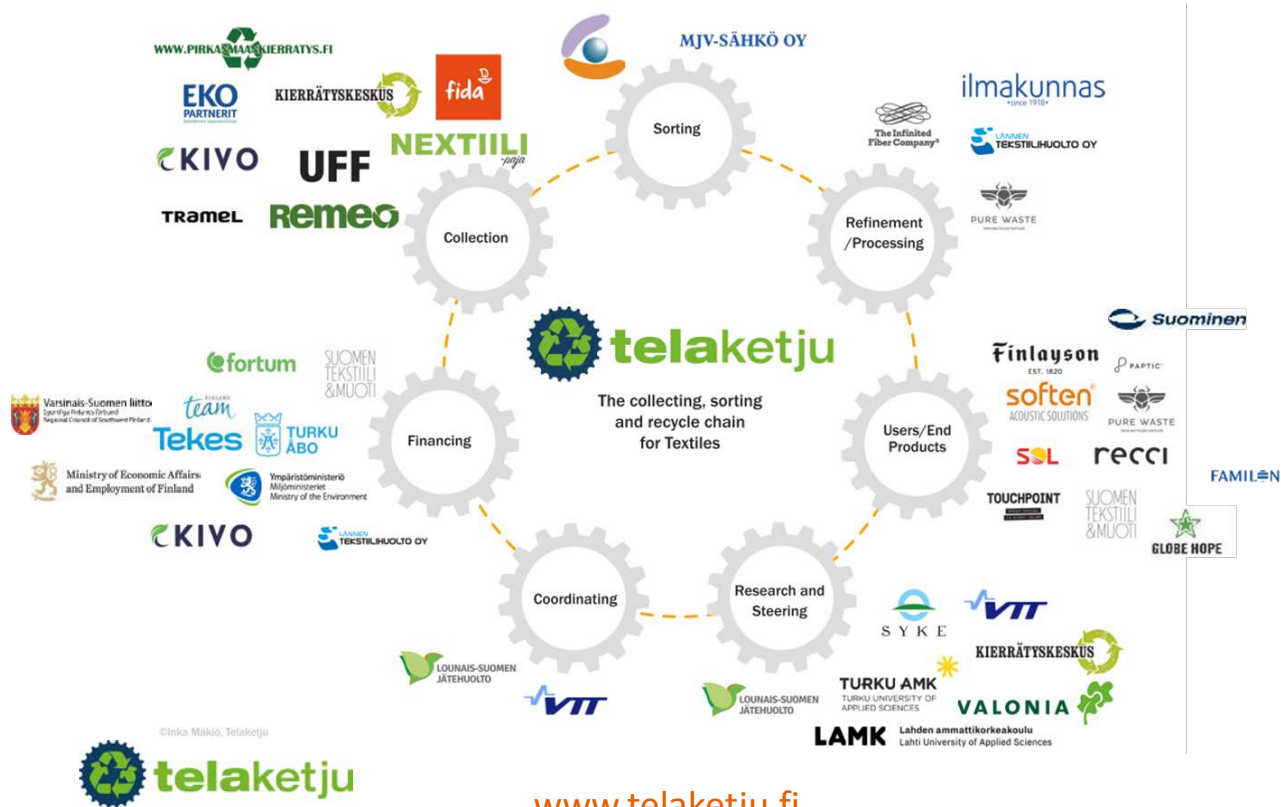 WWW.PIRKANMAANKIERRATYS.FI
EKO
PARTNERIT
KIERRÄTYSKESKUS
fida
NEXTIILI
-paja
KIVO
UFF
TRAMEL
Remeo
MJV-SÄHKÖ OY
Sorting
ilmakunnas
•since 1918•
The Infinited
Fiber Company®
LÄNNEN
TEKSTIILIHUOLTO OY
PURE WASTE
Collection
Refinement
/Processing
telaketju
The collecting, sorting
and recycle chain
for Textiles
Suominen
Finlayson
EST. 1820
PAPTIC
soften®
ACOUSTIC SOLUTIONS
PURE WASTE
SOL
recci
FAMILON
TOUCHPOINT
SUOMEN
TEKSTIILI
&MUOTI
GLOBE HOPE
Users/End
Products
fortum
SUOMEN
TEKSTIILI
&MUOTI
Varsinais-Suomen liitto
Egentliga Finlands förbund
Regional Council of Southwest Finland
FINLAND
team
Tekes
TURKU
ÅBO
Ministry of Economic Affairs
and Employment of Finland
Ympäristöministeriö
Miljöministeriet
Ministry of the Environment
KIVO
LÄNNEN
TEKSTIILIHUOLTO OY
Financing
Coordinating
Research and
Steering
LOUNAIS-SUOMEN
JÄTEHUOLTO
VTT
SYKE
VTT
KIERRÄTYSKESKUS
LOUNAIS-SUOMEN
JÄTEHUOLTO
TURKU AMK
TURKU UNIVERSITY OF
APPLIED SCIENCES
VALONIA
LAMK
Lahden ammattikorkeakoulu
Lahti University of Applied Sciences
©Inka Mäkiö, Telaketju
telaketju
www.telaketju.fi